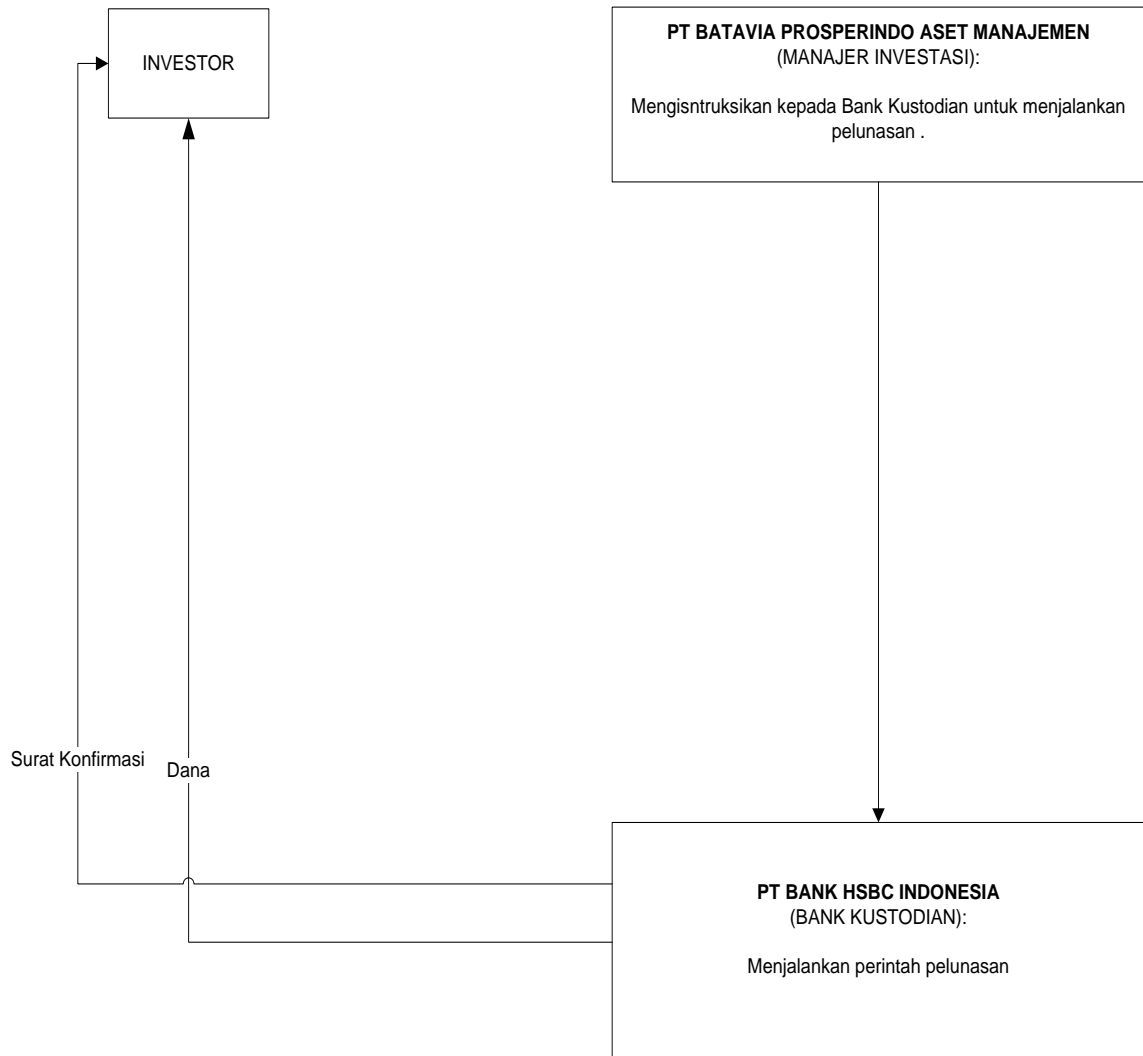 INVESTOR
PT BATAVIA PROSPERINDO ASET MANAJEMEN
(MANAJER INVESTASI):
Mengisntruksikan kepada Bank Kustodian untuk menjalankan
pelunasan .
Surat Konfirmasi
Dana
PT BANK HSBC INDONESIA
(BANK KUSTODIAN):
Menjalankan perintah pelunasan